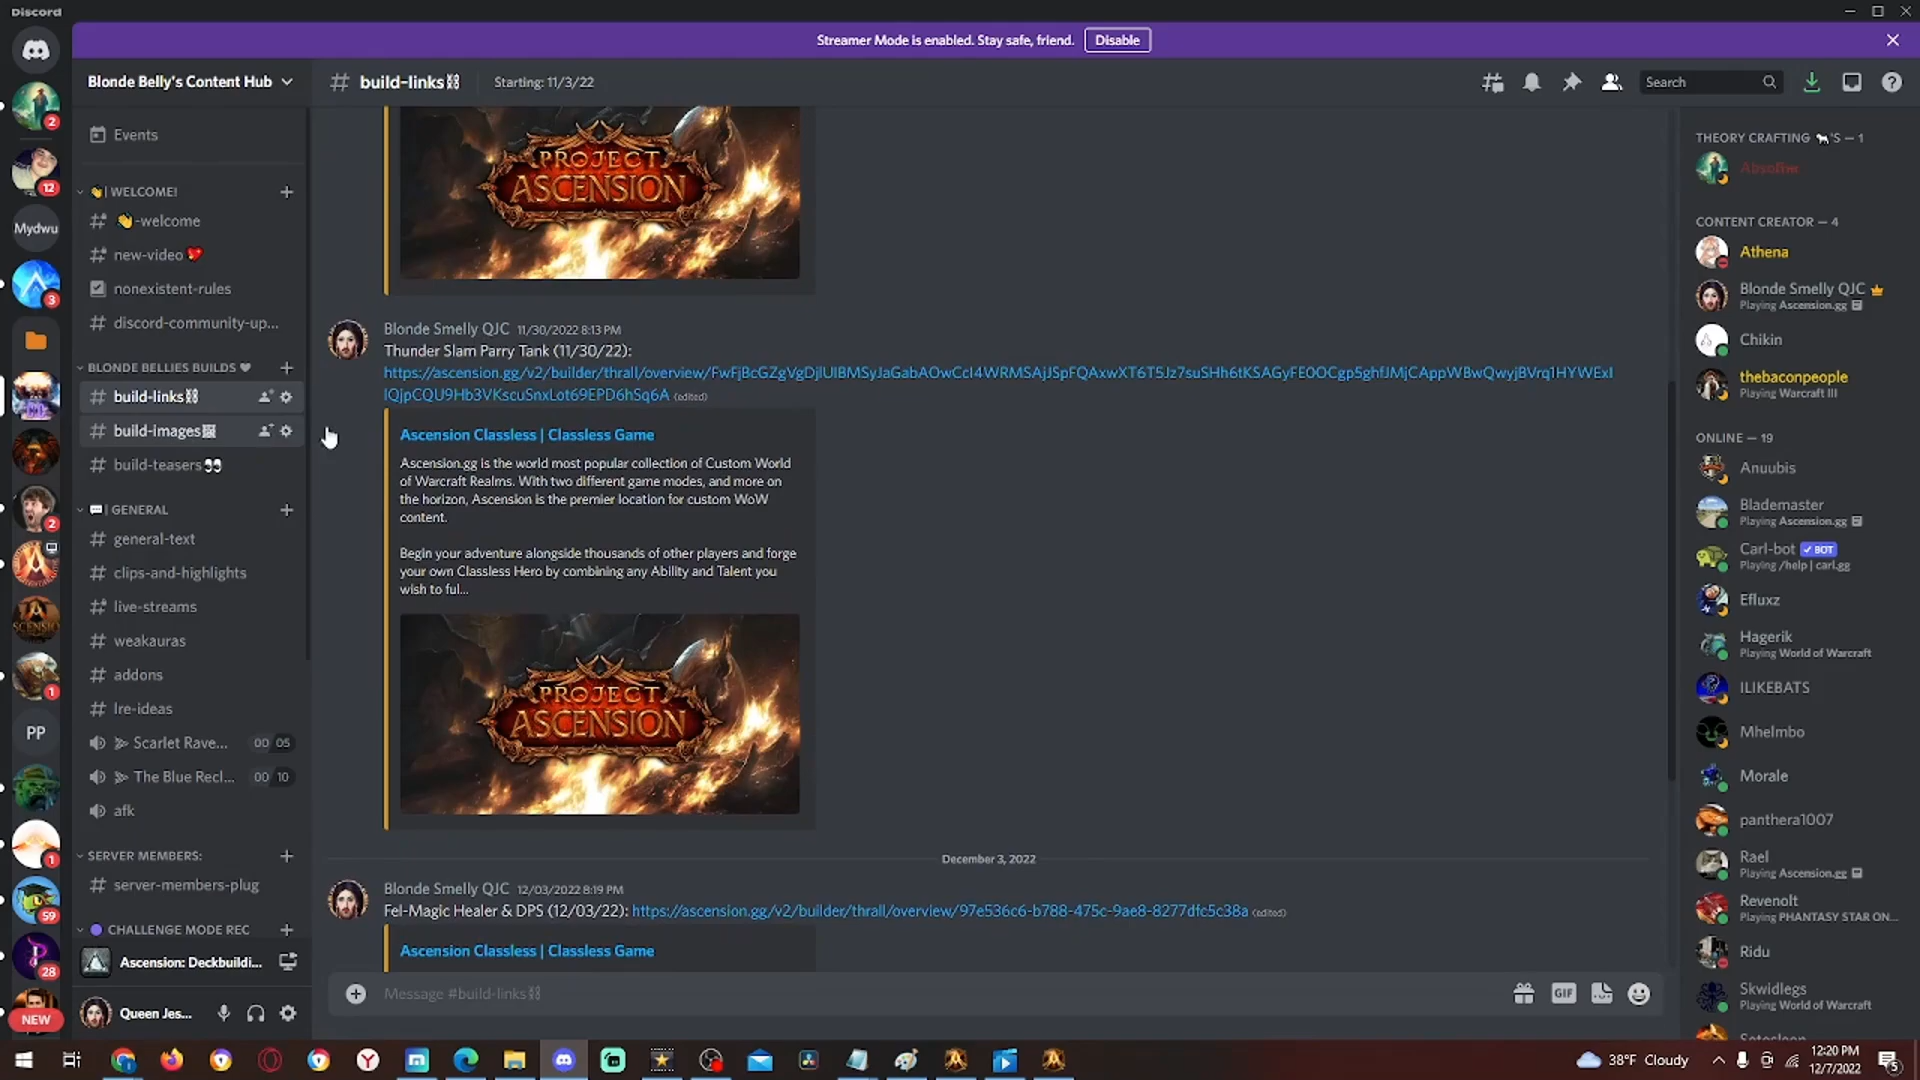 Discord
Streamer Mode is enabled. Stay safe, friend.
Disable
Blonde Belly's Content Hub
build-links
Starting: 11/3/22
Search
Events
WELCOME!
-welcome
new-video
nonexistent-rules
discord-community-up...
BLONDE BELLIES BUILDS
build-links
build-images
build-teasers
GENERAL
general-text
clips-and-highlights
live-streams
weakauras
addons
lre-ideas
Scarlet Rave... 00 05
The Blue Recl... 00 10
afk
SERVER MEMBERS:
server-members-plug
CHALLENGE MODE REC
Ascension: Deckbuildi...
Queen Jes...
2
12
Mydwu
3
2
1
PP
1
59
28
NEW
PROJECT
ASCENSION
Blonde Smelly QJC 11/30/2022 8:13 PM
Thunder Slam Parry Tank (11/30/22):
https://ascension.gg/v2/builder/thrall/overview/FwFjBcGZgVgDjlUIBMSyJaGabAOwCcI4WRMSAjJSpFQAxwXT6T5Jz7suSHh6tKSAGyFE0OCgp5ghfJMjCAppWBwQwyjBVrq1HYWExI
lQjpCQU9Hb3VKscuSnxLot69EPD6hSq6A (edited)
Ascension Classless | Classless Game
Ascension.gg is the world most popular collection of Custom World
of Warcraft Realms. With two different game modes, and more on
the horizon, Ascension is the premier location for custom WoW
content.
Begin your adventure alongside thousands of other players and forge
your own Classless Hero by combining any Ability and Talent you
wish to ful...
PROJECT
ASCENSION
December 3, 2022
Blonde Smelly QJC 12/03/2022 8:19 PM
Fel-Magic Healer & DPS (12/03/22): https://ascension.gg/v2/builder/thrall/overview/97e536c6-b788-475c-9ae8-8277dfc5c38a (edited)
Ascension Classless | Classless Game
Message #build-links
GIF
THEORY CRAFTING 'S — 1
CONTENT CREATOR — 4
Athena
Blonde Smelly QJC
Playing Ascension.gg
Chikin
thebaconpeople
Playing Warcraft III
ONLINE — 19
Anuubis
Blademaster
Playing Ascension.gg
Carl-bot BOT
Playing /help | carl.gg
Efluxz
Hagerik
Playing World of Warcraft
ILIKEBATS
Mhelmbo
Morale
panthera1007
Rael
Playing Ascension.gg
Revenolt
Playing PHANTASY STAR ON...
Ridu
Skwidlegs
Playing World of Warcraft
38°F Cloudy
12:20 PM
12/7/2022
5